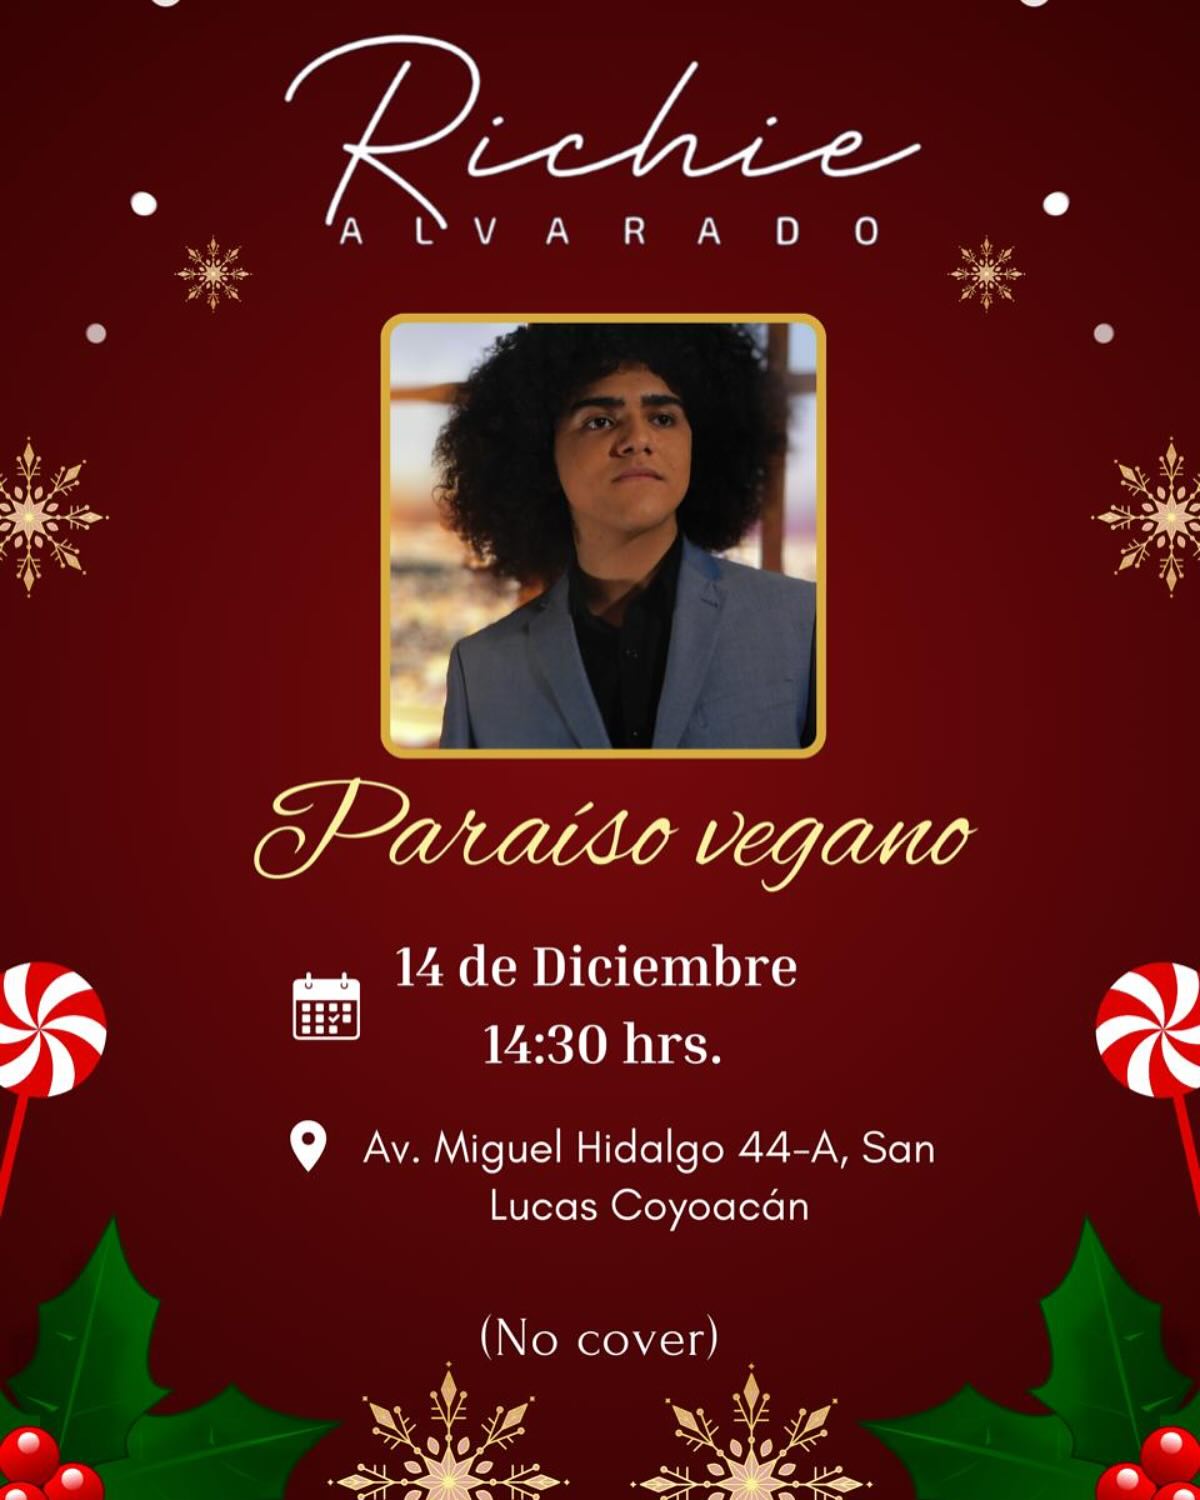 Richie
ALVARADO
Paraíso vegano
14 de Diciembre
14:30 hrs.
Av. Miguel Hidalgo 44-A, San
Lucas Coyoacán
(No cover)